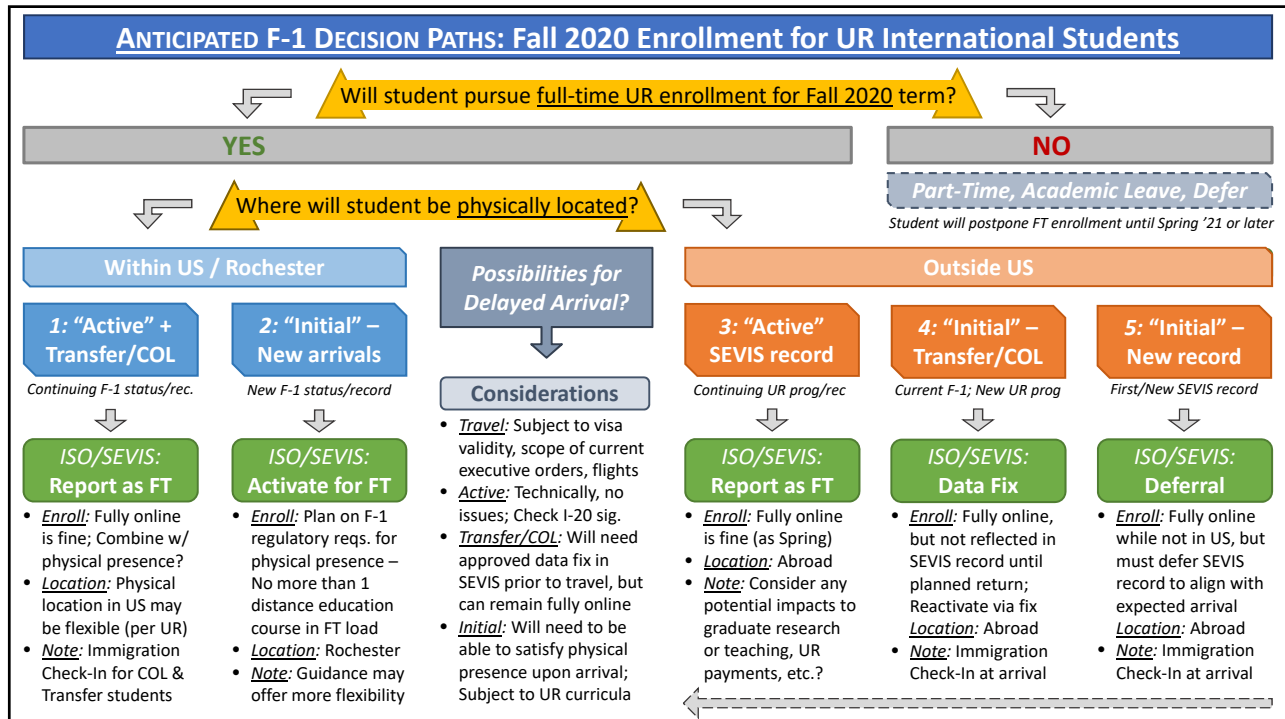 ANTICIPATED F-1 DECISION PATHS: Fall 2020 Enrollment for UR International Students
Will student pursue full-time UR enrollment for Fall 2020 term?
YES
NO
Part-Time, Academic Leave, Defer
Student will postpone FT enrollment until Spring '21 or later
Where will student be physically located?
Within US / Rochester
Possibilities for
Delayed Arrival?
Outside US
1: "Active" +
Transfer/COL
Continuing F-1 status/rec.
ISO/SEVIS:
Report as FT
• Enroll: Fully online
is fine; Combine w/
physical presence?
• Location: Physical
location in US may
be flexible (per UR)
• Note: Immigration
Check-In for COL &
Transfer students
2: "Initial" –
New arrivals
New F-1 status/record
ISO/SEVIS:
Activate for FT
• Enroll: Plan on F-1
regulatory reqs. for
physical presence –
No more than 1
distance education
course in FT load
• Location: Rochester
• Note: Guidance may
offer more flexibility
Considerations
• Travel: Subject to visa
validity, scope of current
executive orders, flights
• Active: Technically, no
issues; Check I-20 sig.
• Transfer/COL: Will need
approved data fix in
SEVIS prior to travel, but
can remain fully online
• Initial: Will need to be
able to satisfy physical
presence upon arrival;
Subject to UR curricula
3: "Active"
SEVIS record
Continuing UR prog/rec
ISO/SEVIS:
Report as FT
• Enroll: Fully online
is fine (as Spring)
• Location: Abroad
• Note: Consider any
potential impacts to
graduate research
or teaching, UR
payments, etc.?
4: "Initial" –
Transfer/COL
Current F-1; New UR prog
ISO/SEVIS:
Data Fix
• Enroll: Fully online,
but not reflected in
SEVIS record until
planned return;
Reactivate via fix
Location: Abroad
• Note: Immigration
Check-In at arrival
5: "Initial" –
New record
First/New SEVIS record
ISO/SEVIS:
Deferral
• Enroll: Fully online
while not in US, but
must defer SEVIS
record to align with
expected arrival
Location: Abroad
• Note: Immigration
Check-In at arrival